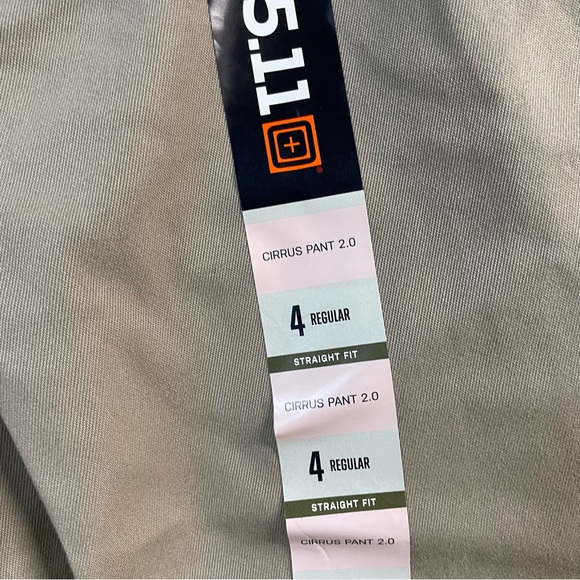 5.11
®
CIRRUS PANT 2.0
4 REGULAR
STRAIGHT FIT
CIRRUS PANT 2.0
4 REGULAR
STRAIGHT FIT
CIRRUS PANT 2.0